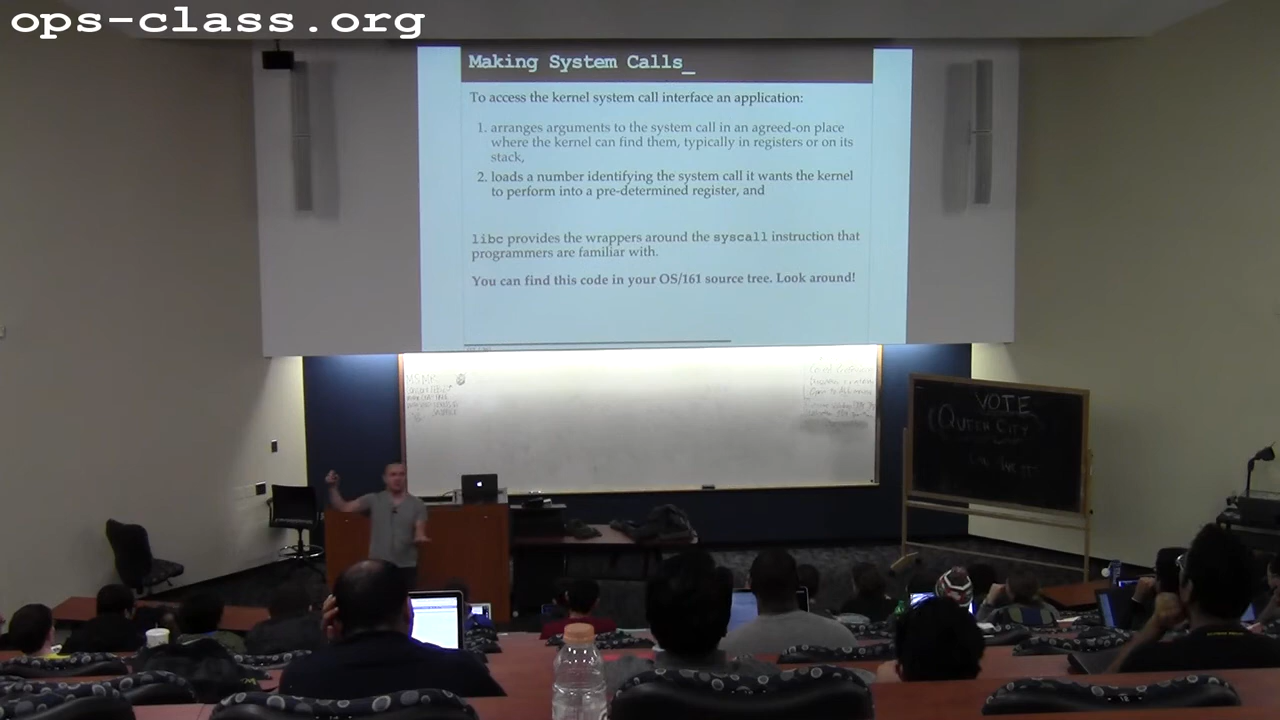 ops-class.org
Making System Calls_
To access the kernel system call interface an application:
1. arranges arguments to the system call in an agreed-on place
where the kernel can find them, typically in registers or on its
stack,
2. loads a number identifying the system call it wants the kernel
to perform into a pre-determined register, and
libc provides the wrappers around the syscall instruction that
programmers are familiar with.
You can find this code in your OS/161 source tree. Look around!
VOTE
QUEEN CITY